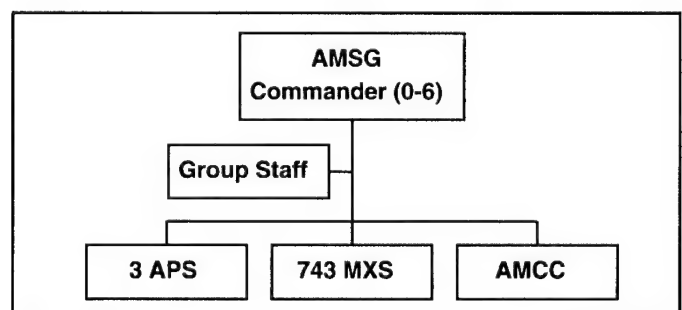 AMSG
Commander (0-6)
Group Staff
3 APS
743 MXS
AMCC